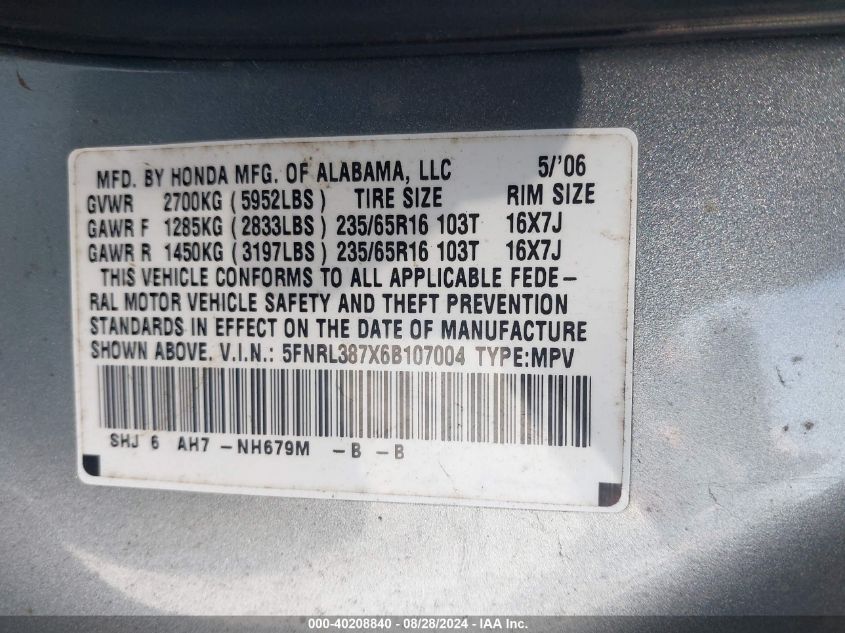 MFD. BY HONDA MFG. OF ALABAMA, LLC 5/'06
GVWR 2700KG (5952LBS) TIRE SIZE RIM SIZE
GAWR F 1285KG (2833LBS) 235/65R16 103T 16X7J
GAWR R 1450KG (3197LBS) 235/65R16 103T 16X7J
THIS VEHICLE CONFORMS TO ALL APPLICABLE FEDE-
RAL MOTOR VEHICLE SAFETY AND THEFT PREVENTION
STANDARDS IN EFFECT ON THE DATE OF MANUFACTURE
SHOWN ABOVE. V.I.N.: 5FNRL387X6B107004 TYPE:MPV
SHJ 6 AH7 -NH679M -B -B
000-40208840 - 08/28/2024 - IAA Inc.